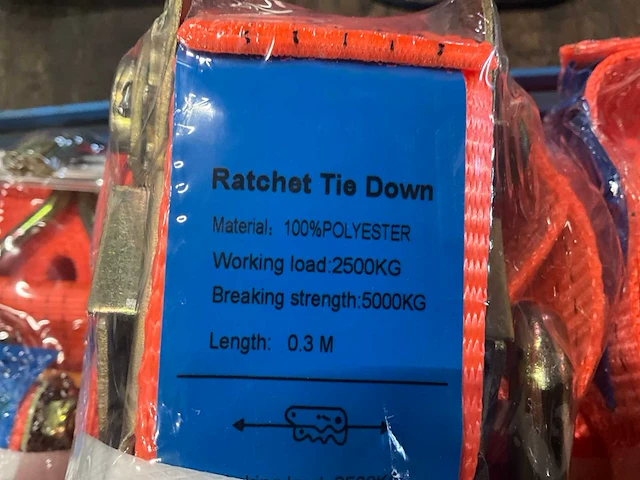 Ratchet Tie Down
Material: 100%POLYESTER
Working load:2500KG
Breaking strength:5000KG
Length: 0.3 M